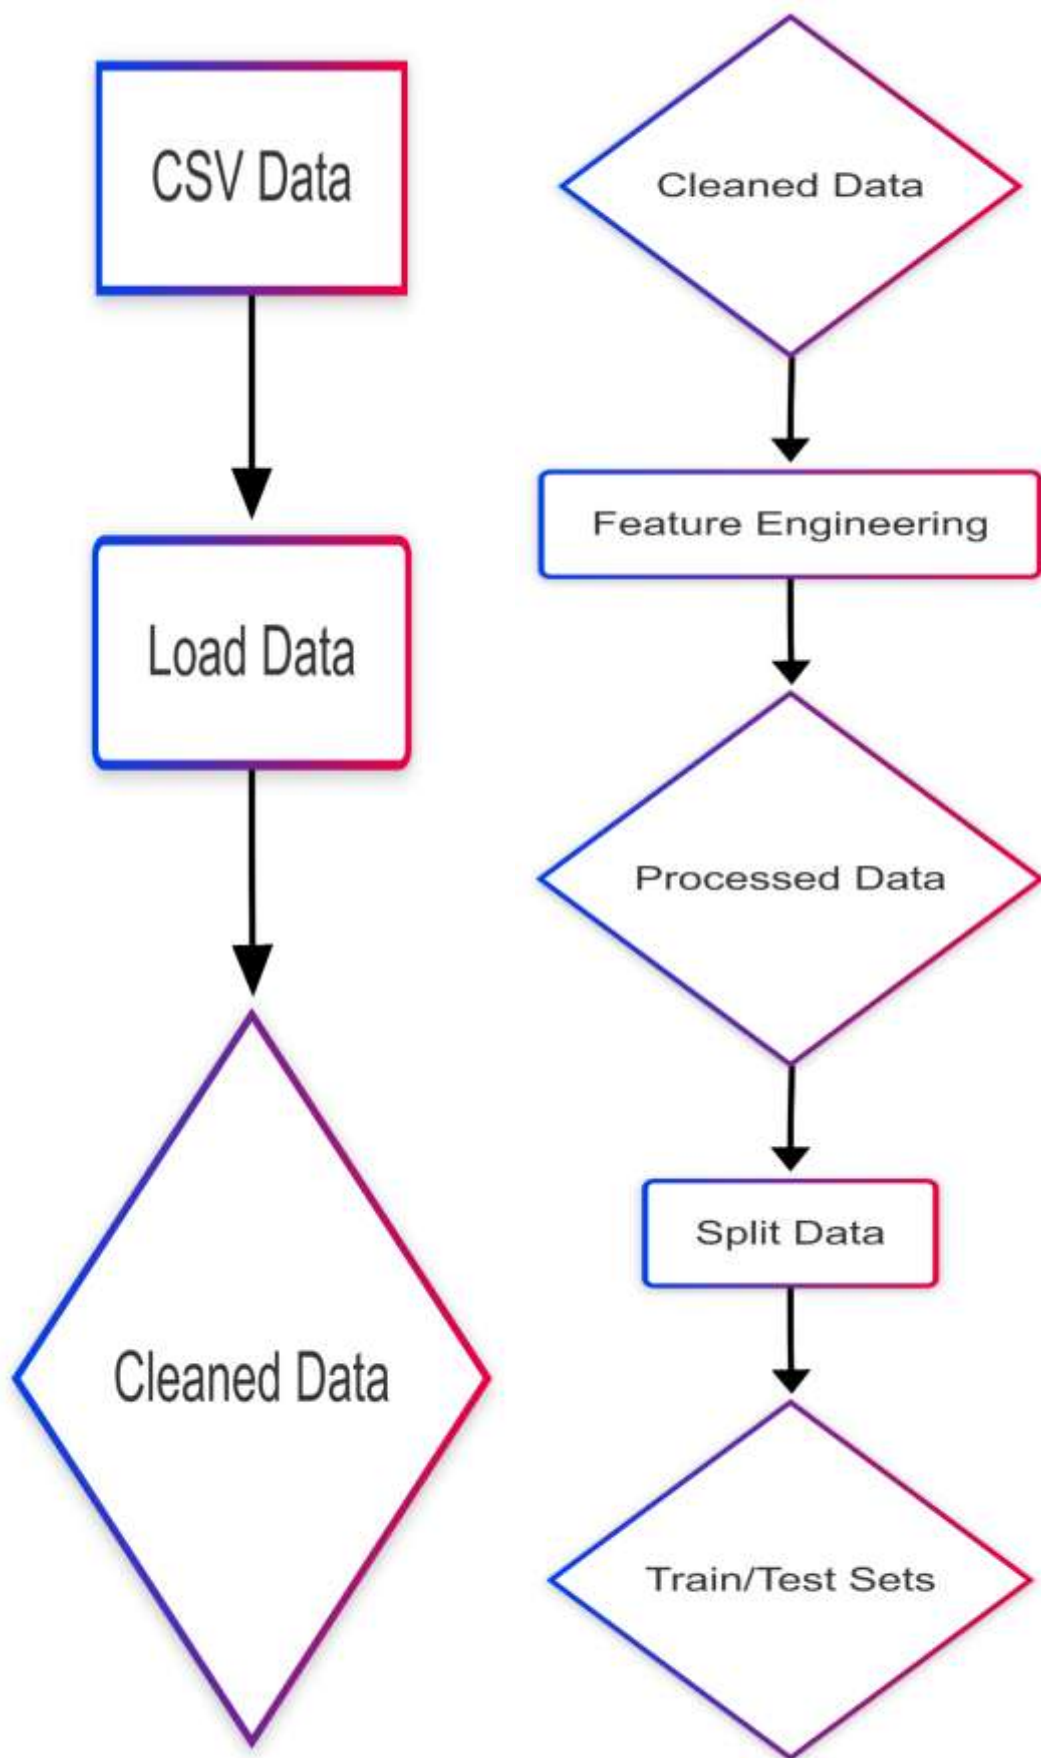 CSV Data
Load Data
Cleaned Data
Cleaned Data
Feature Engineering
Processed Data
Split Data
Train/Test Sets